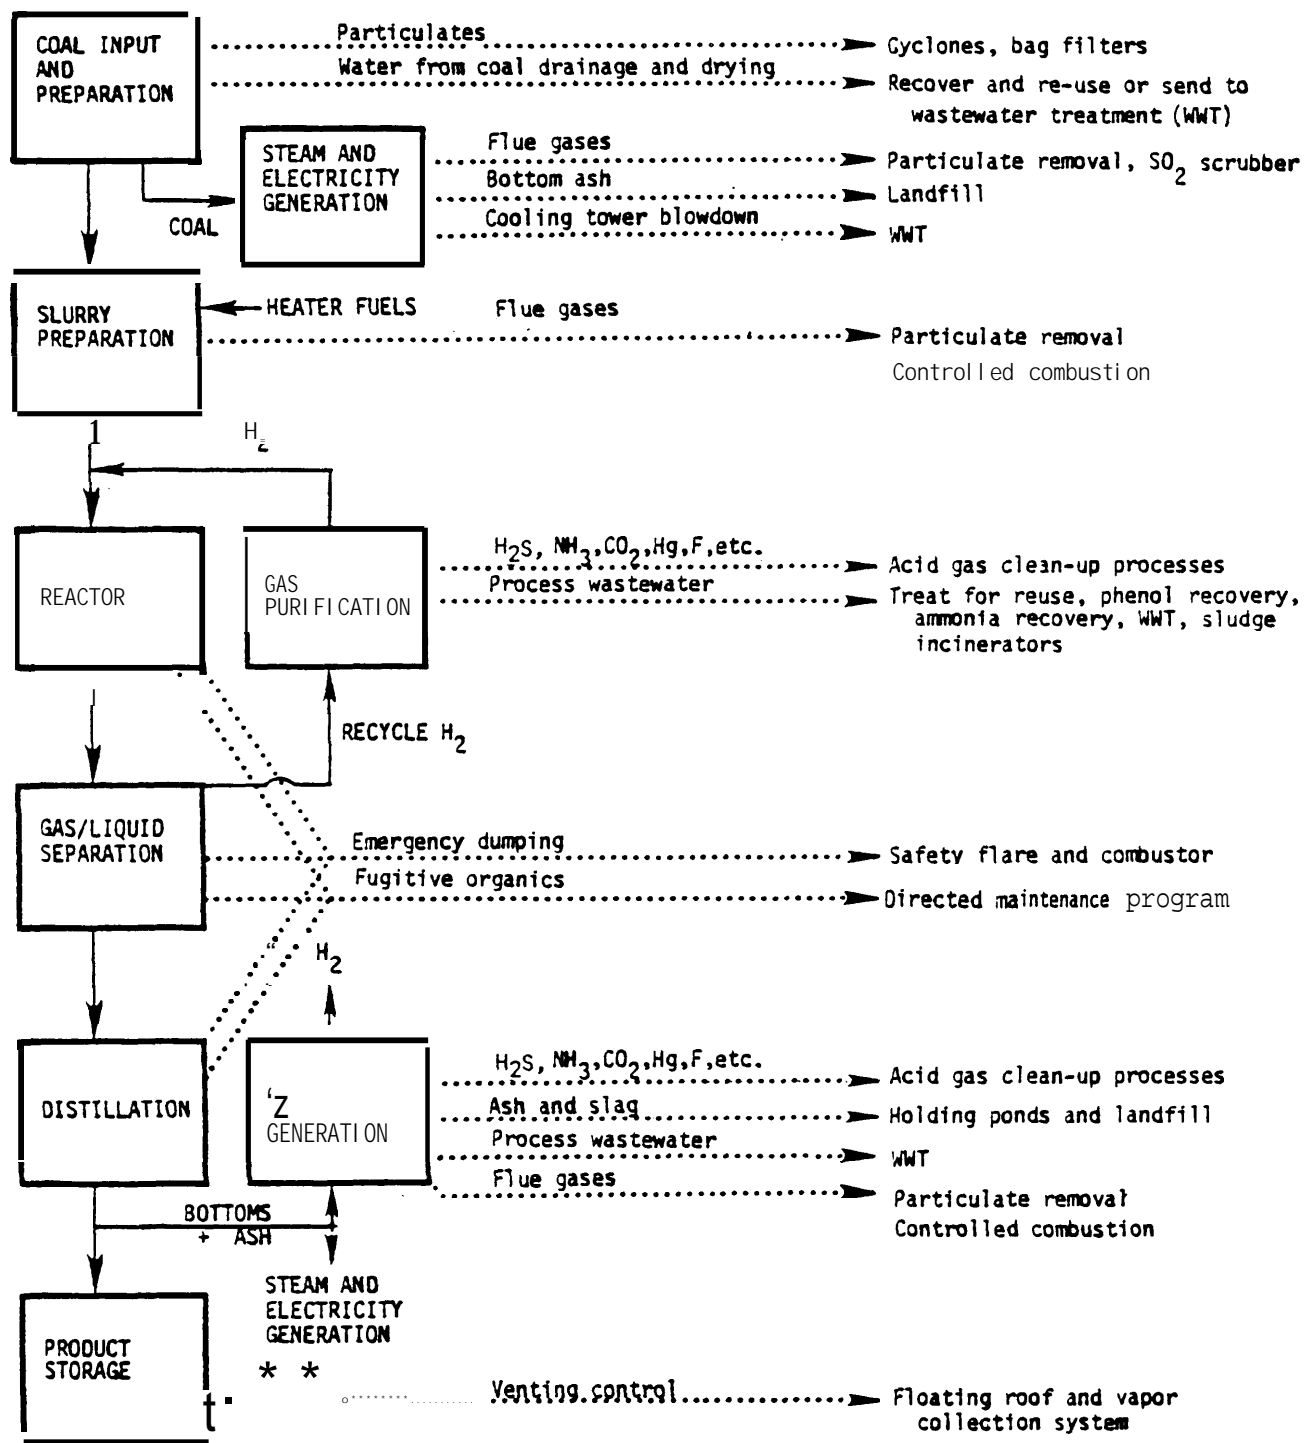 COAL INPUT
AND
PREPARATION
Particulates
Cyclones, bag filters
Water from coal drainage and drying
Recover and re-use or send to
wastewater treatment (WWT)
STEAM AND
ELECTRICITY
GENERATION
COAL
Flue gases
Particulate removal, SO2 scrubber
Bottom ash
Landfill
Cooling tower blowdown
WWT
SLURRY
PREPARATION
HEATER FUELS
Flue gases
Particulate removal
Controlled combustion
1
H2
REACTOR
GAS
PURIFICATION
H2S, NH3,CO2,Hg,F,etc.
Acid gas clean-up processes
Process wastewater
Treat for reuse, phenol recovery,
ammonia recovery, WWT, sludge
incinerators
RECYCLE H2
GAS/LIQUID
SEPARATION
Emergency dumping
Safety flare and combustor
Fugitive organics
Directed maintenance program
H2
DISTILLATION
‘Z
GENERATION
H2S, NH3,CO2,Hg,F,etc.
Acid gas clean-up processes
Ash and slag
Holding ponds and landfill
Process wastewater
WWT
Flue gases
Particulate removal
Controlled combustion
BOTTOMS
+ ASH
STEAM AND
ELECTRICITY
GENERATION
* *
PRODUCT
STORAGE
t
Venting control
Floating roof and vapor
collection system